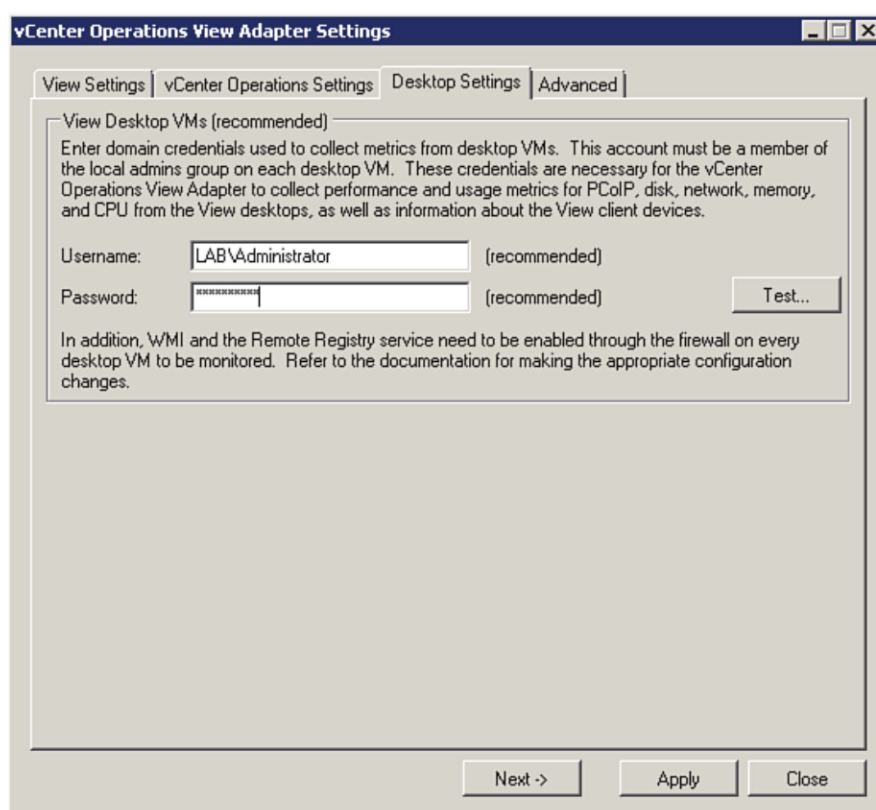 vCenter Operations View Adapter Settings
View Settings vCenter Operations Settings Desktop Settings Advanced
View Desktop VMs (recommended)
Enter domain credentials used to collect metrics from desktop VMs. This account must be a member of
the local admins group on each desktop VM. These credentials are necessary for the vCenter
Operations View Adapter to collect performance and usage metrics for PCoIP, disk, network, memory,
and CPU from the View desktops, as well as information about the View client devices.
Username: LAB\Administrator (recommended)
Password: ********** (recommended) Test...
In addition, WMI and the Remote Registry service need to be enabled through the firewall on every
desktop VM to be monitored. Refer to the documentation for making the appropriate configuration
changes.
Next -> Apply Close